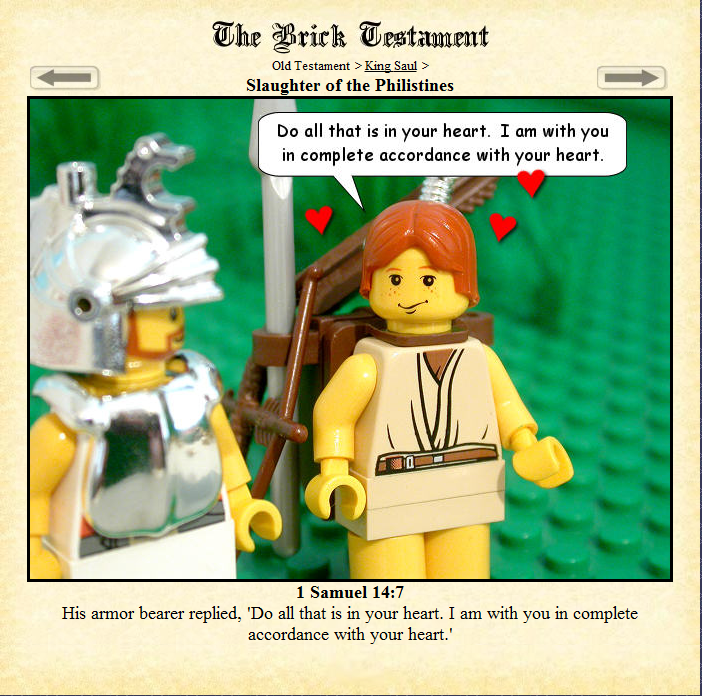 The Brick Testament
Old Testament > King Saul >
Slaughter of the Philistines
Do all that is in your heart. I am with you
in complete accordance with your heart.
1 Samuel 14:7
His armor bearer replied, 'Do all that is in your heart. I am with you in complete
accordance with your heart.'